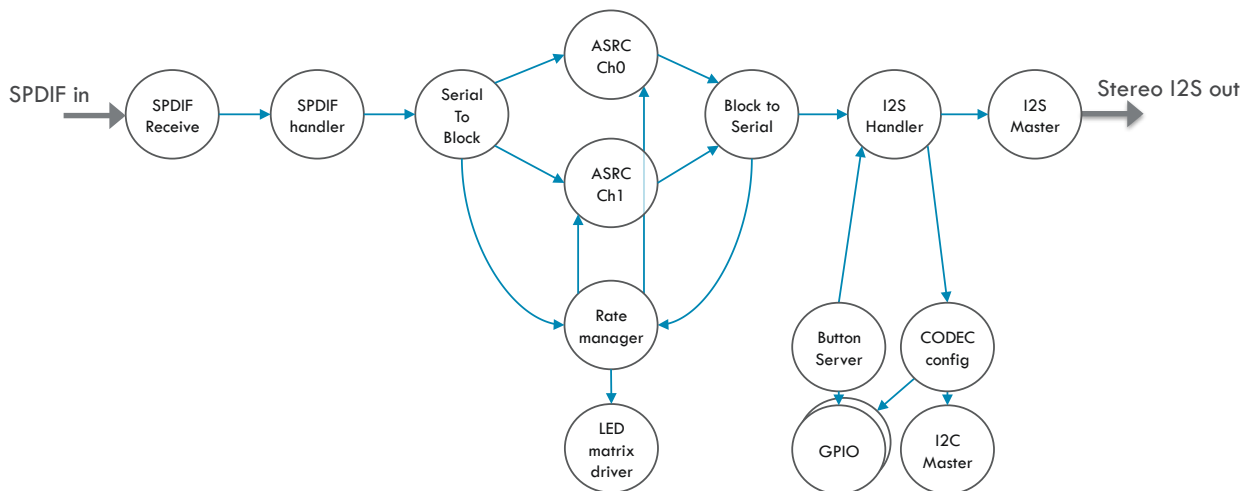 SPDIF in
SPDIF
Receive
SPDIF
handler
Serial
To
Block
ASRC
Ch0
ASRC
Ch1
Block to
Serial
I2S
Handler
I2S
Master
Stereo I2S out
Rate
manager
Button
Server
CODEC
config
LED
matrix
driver
GPIO
I2C
Master